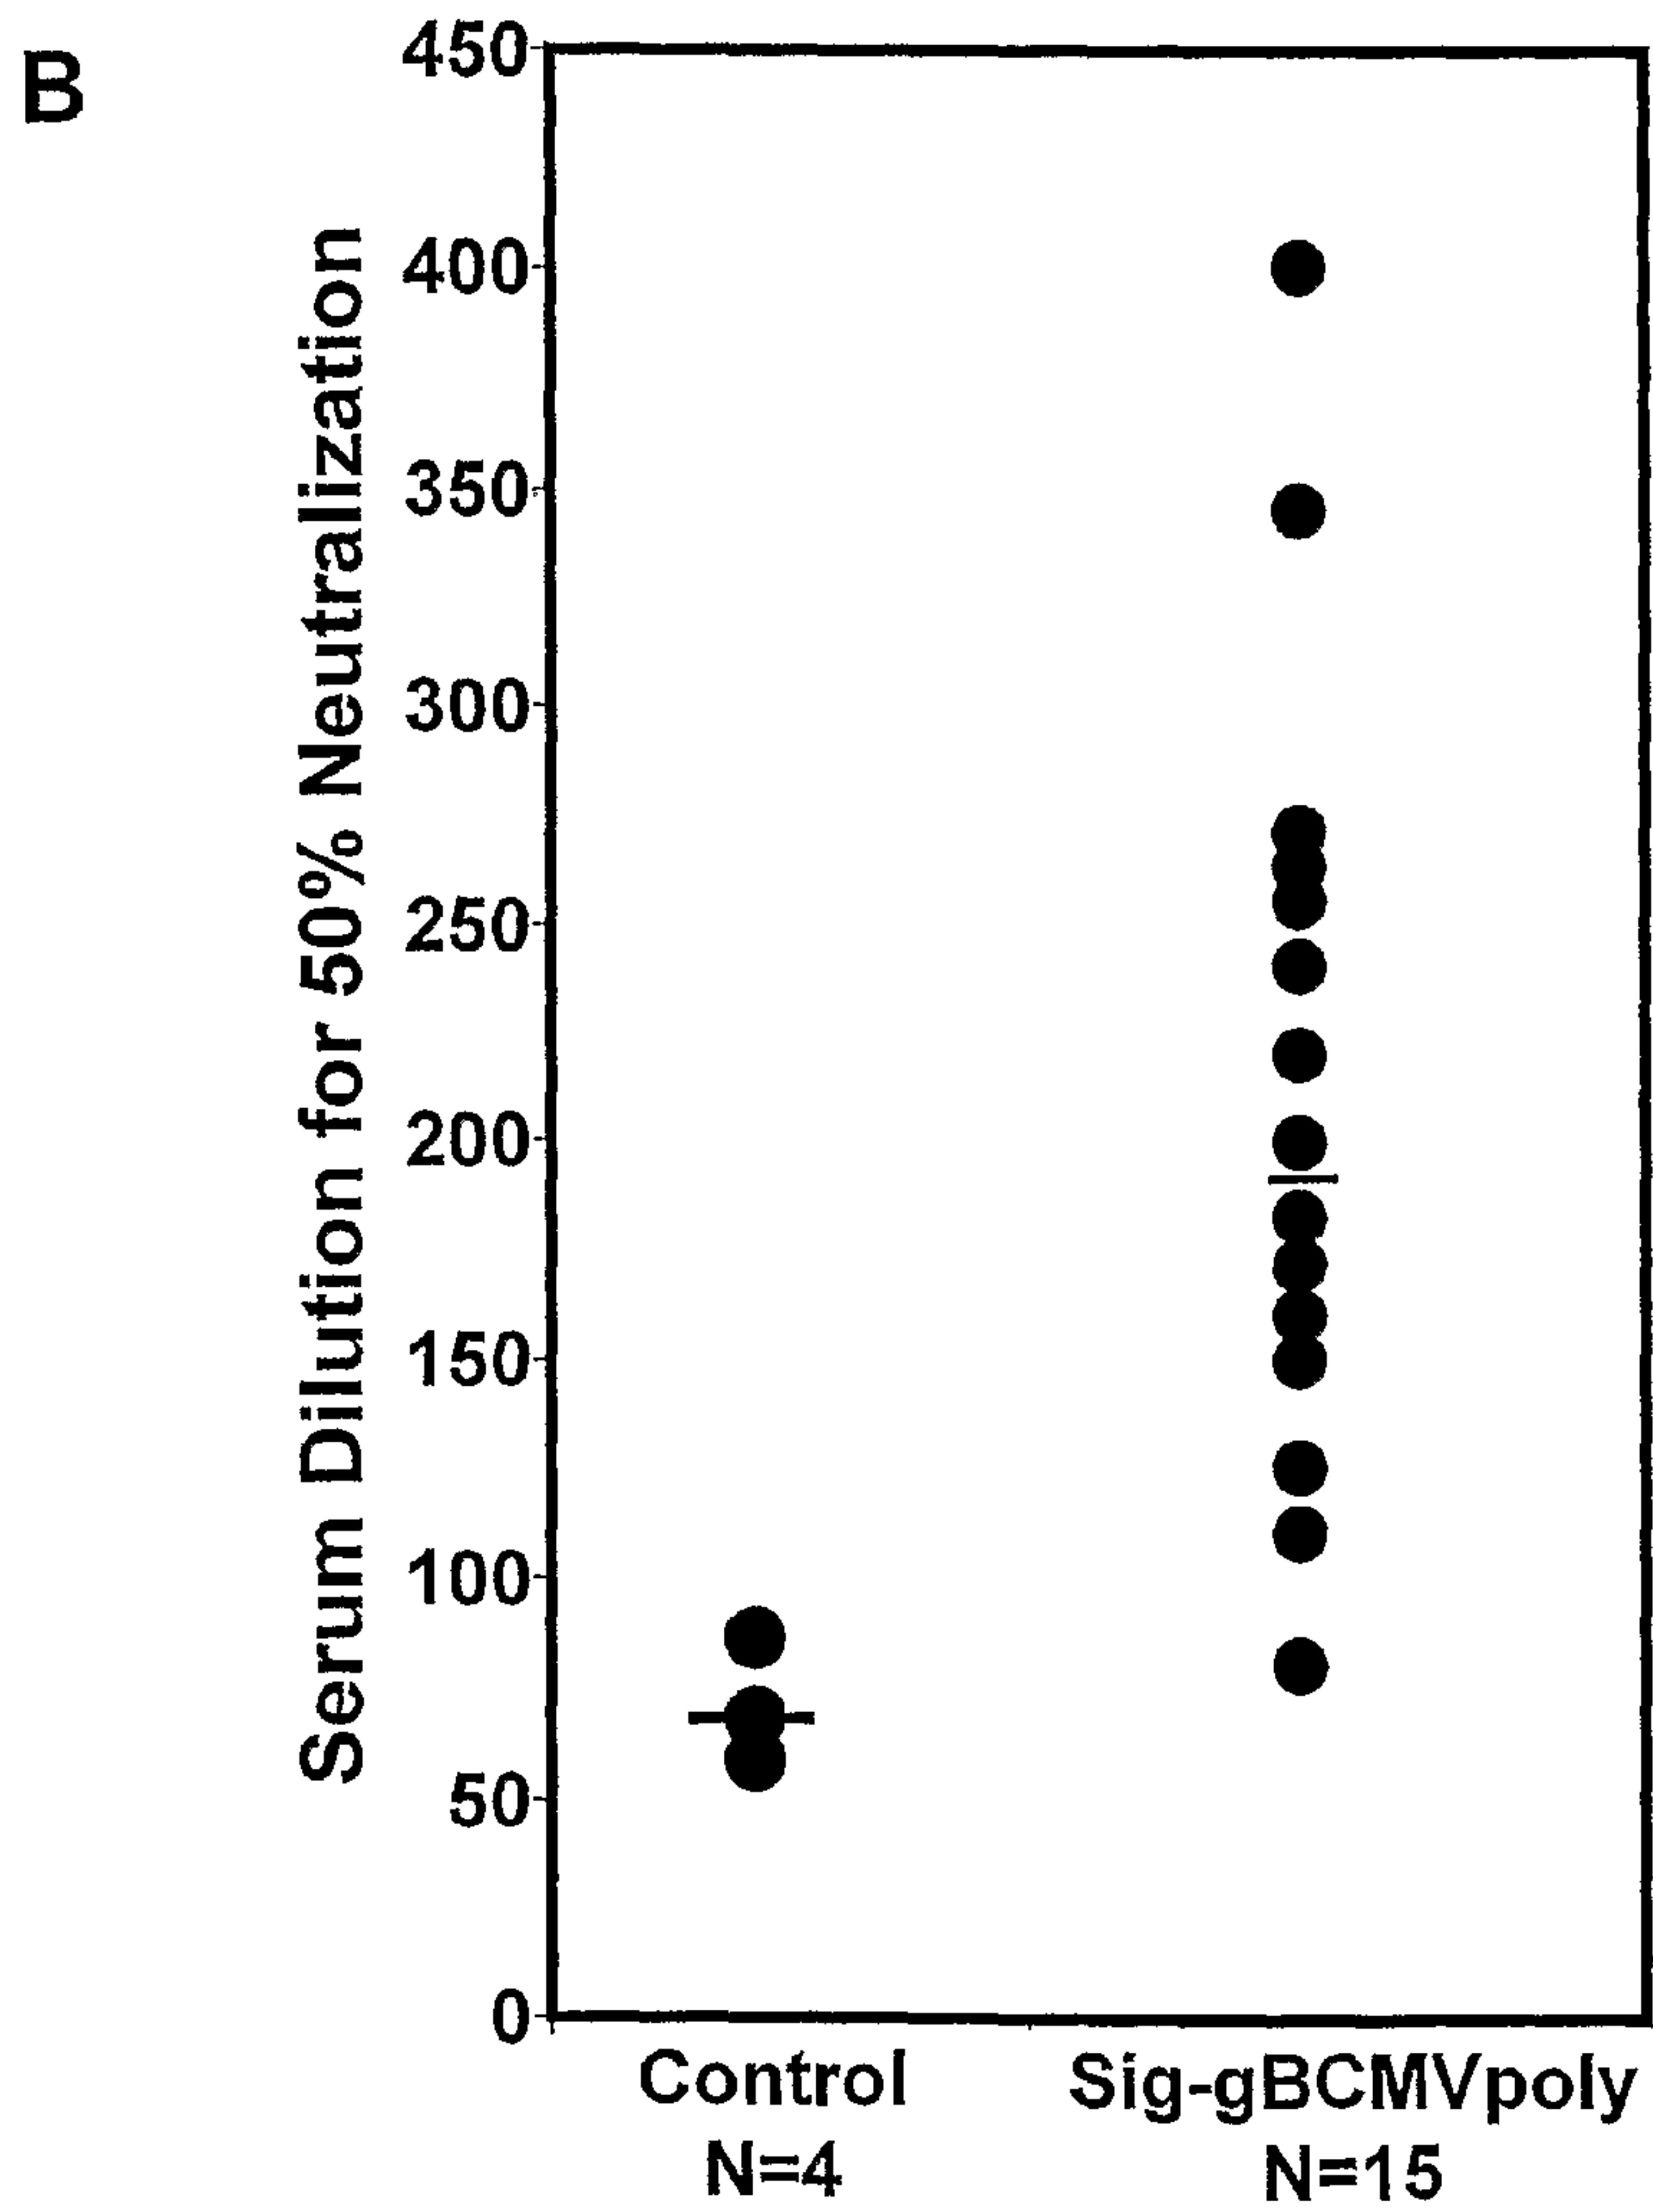 B
Serum Dilution for 50% Neutralization
450
400
350
300
250
200
150
100
50
0
Control
N=4
Sig-gBCMVpoly
N=15